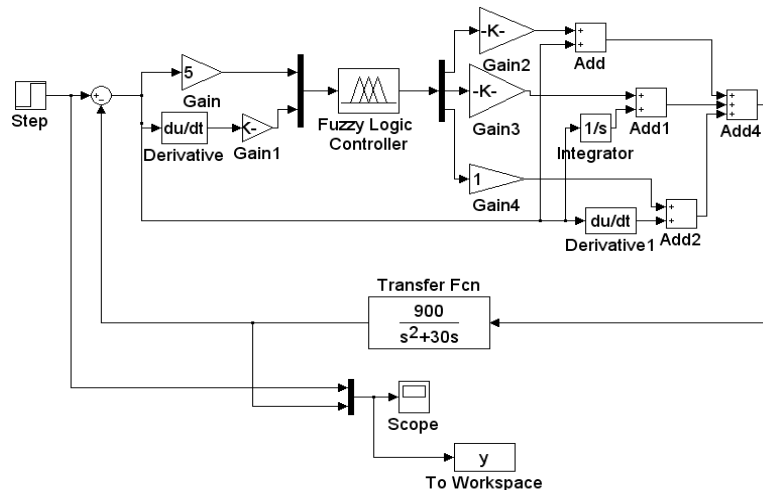 Step
+
-
5
Gain
du/dt
Derivative
K-
Gain1
Fuzzy Logic
Controller
-K-
Gain2
-K-
Gain3
1
Gain4
+
+
Add
1/s
Integrator
+
+
Add1
du/dt
Derivative1
+
+
Add2
+
+
+
Add4
Transfer Fcn
900
s²+30s
Scope
y
To Workspace